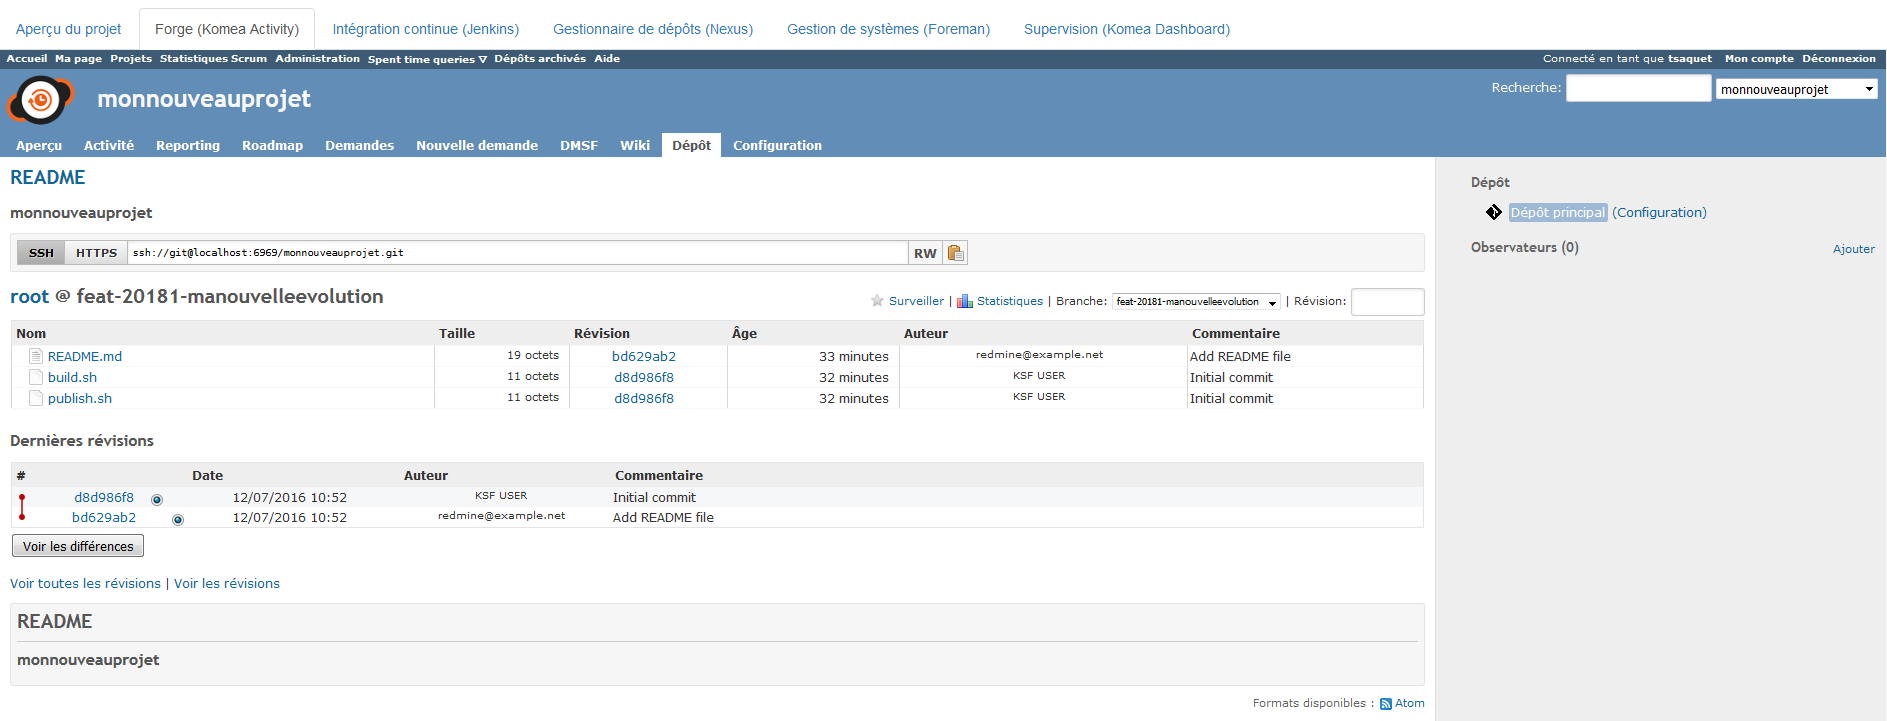 Aperçu du projet Forge (Komea Activity) Intégration continue (Jenkins) Gestionnaire de dépôts (Nexus) Gestion de systèmes (Foreman) Supervision (Komea Dashboard)
Accueil Ma page Projets Statistiques Scrum Administration Spent time queries ∇ Dépôts archivés Aide Connecté en tant que tsaquet Mon compte Déconnexion
monnouveauprojet Recherche: monnouveauprojet
Aperçu Activité Reporting Roadmap Demandes Nouvelle demande DMSF Wiki Dépôt Configuration
README
monnouveauprojet
SSH HTTPS ssh://git@localhost:6969/monnouveauprojet.git RW
root @ feat-20181-manouvelleevolution Surveiller | Statistiques | Branche: feat-20181-manouvelleevolution | Révision:
Nom Taille Révision Âge Auteur Commentaire
README.md 19 octets bd629ab2 33 minutes redmine@example.net Add README file
build.sh 11 octets d8d986f8 32 minutes KSF USER Initial commit
publish.sh 11 octets d8d986f8 32 minutes KSF USER Initial commit
Dernières révisions
# Date Auteur Commentaire
d8d986f8 12/07/2016 10:52 KSF USER Initial commit
bd629ab2 12/07/2016 10:52 redmine@example.net Add README file
Voir les différences
Voir toutes les révisions | Voir les révisions
README
monnouveauprojet
Formats disponibles : Atom
Dépôt
Dépôt principal (Configuration)
Observateurs (0) Ajouter